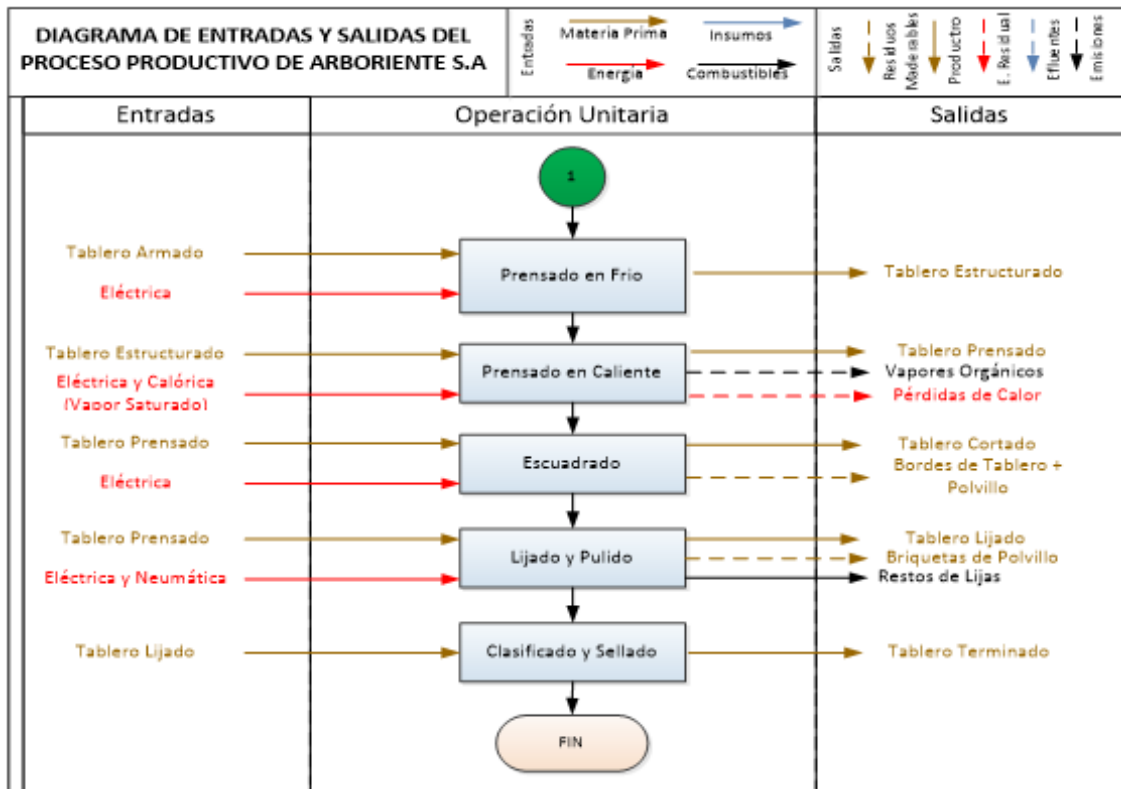 DIAGRAMA DE ENTRADAS Y SALIDAS DEL
PROCESO PRODUCTIVO DE ARBORIENTE S.A
Entradas
Materia Prima
Insumos
Energía
Combustibles
Salidas
Residuos
Maderables
Productro
E. Residual
Efluentes
Emisiones
Entradas
Operación Unitaria
Salidas
1
Tablero Armado
Eléctrica
Prensado en Frio
Tablero Estructurado
Tablero Estructurado
Eléctrica y Calórica
(Vapor Saturado)
Prensado en Caliente
Tablero Prensado
Vapores Orgánicos
Pérdidas de Calor
Tablero Prensado
Eléctrica
Escuadrado
Tablero Cortado
Bordes de Tablero +
Polvillo
Tablero Prensado
Eléctrica y Neumática
Lijado y Pulido
Tablero Lijado
Briquetas de Polvillo
Restos de Lijas
Tablero Lijado
Clasificado y Sellado
Tablero Terminado
FIN